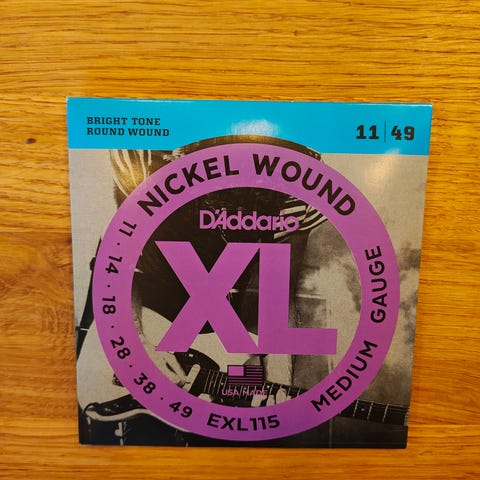 BRIGHT TONE
ROUND WOUND
11 | 49
NICKEL WOUND
D'Addario
XL
USA MADE
11 · 14 · 18 · 28 · 38 · 49
EXL115
MEDIUM GAUGE